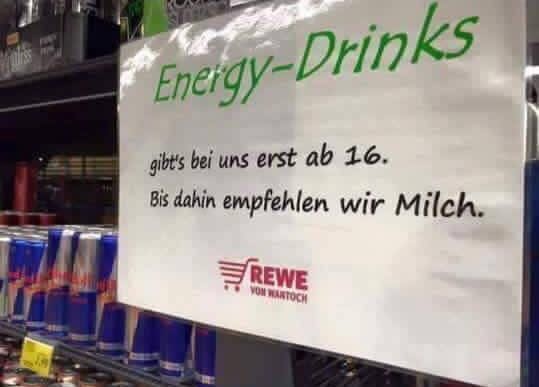 Energy-Drinks
gibt's bei uns erst ab 16.
Bis dahin empfehlen wir Milch.
REWE
VON WANTOCH